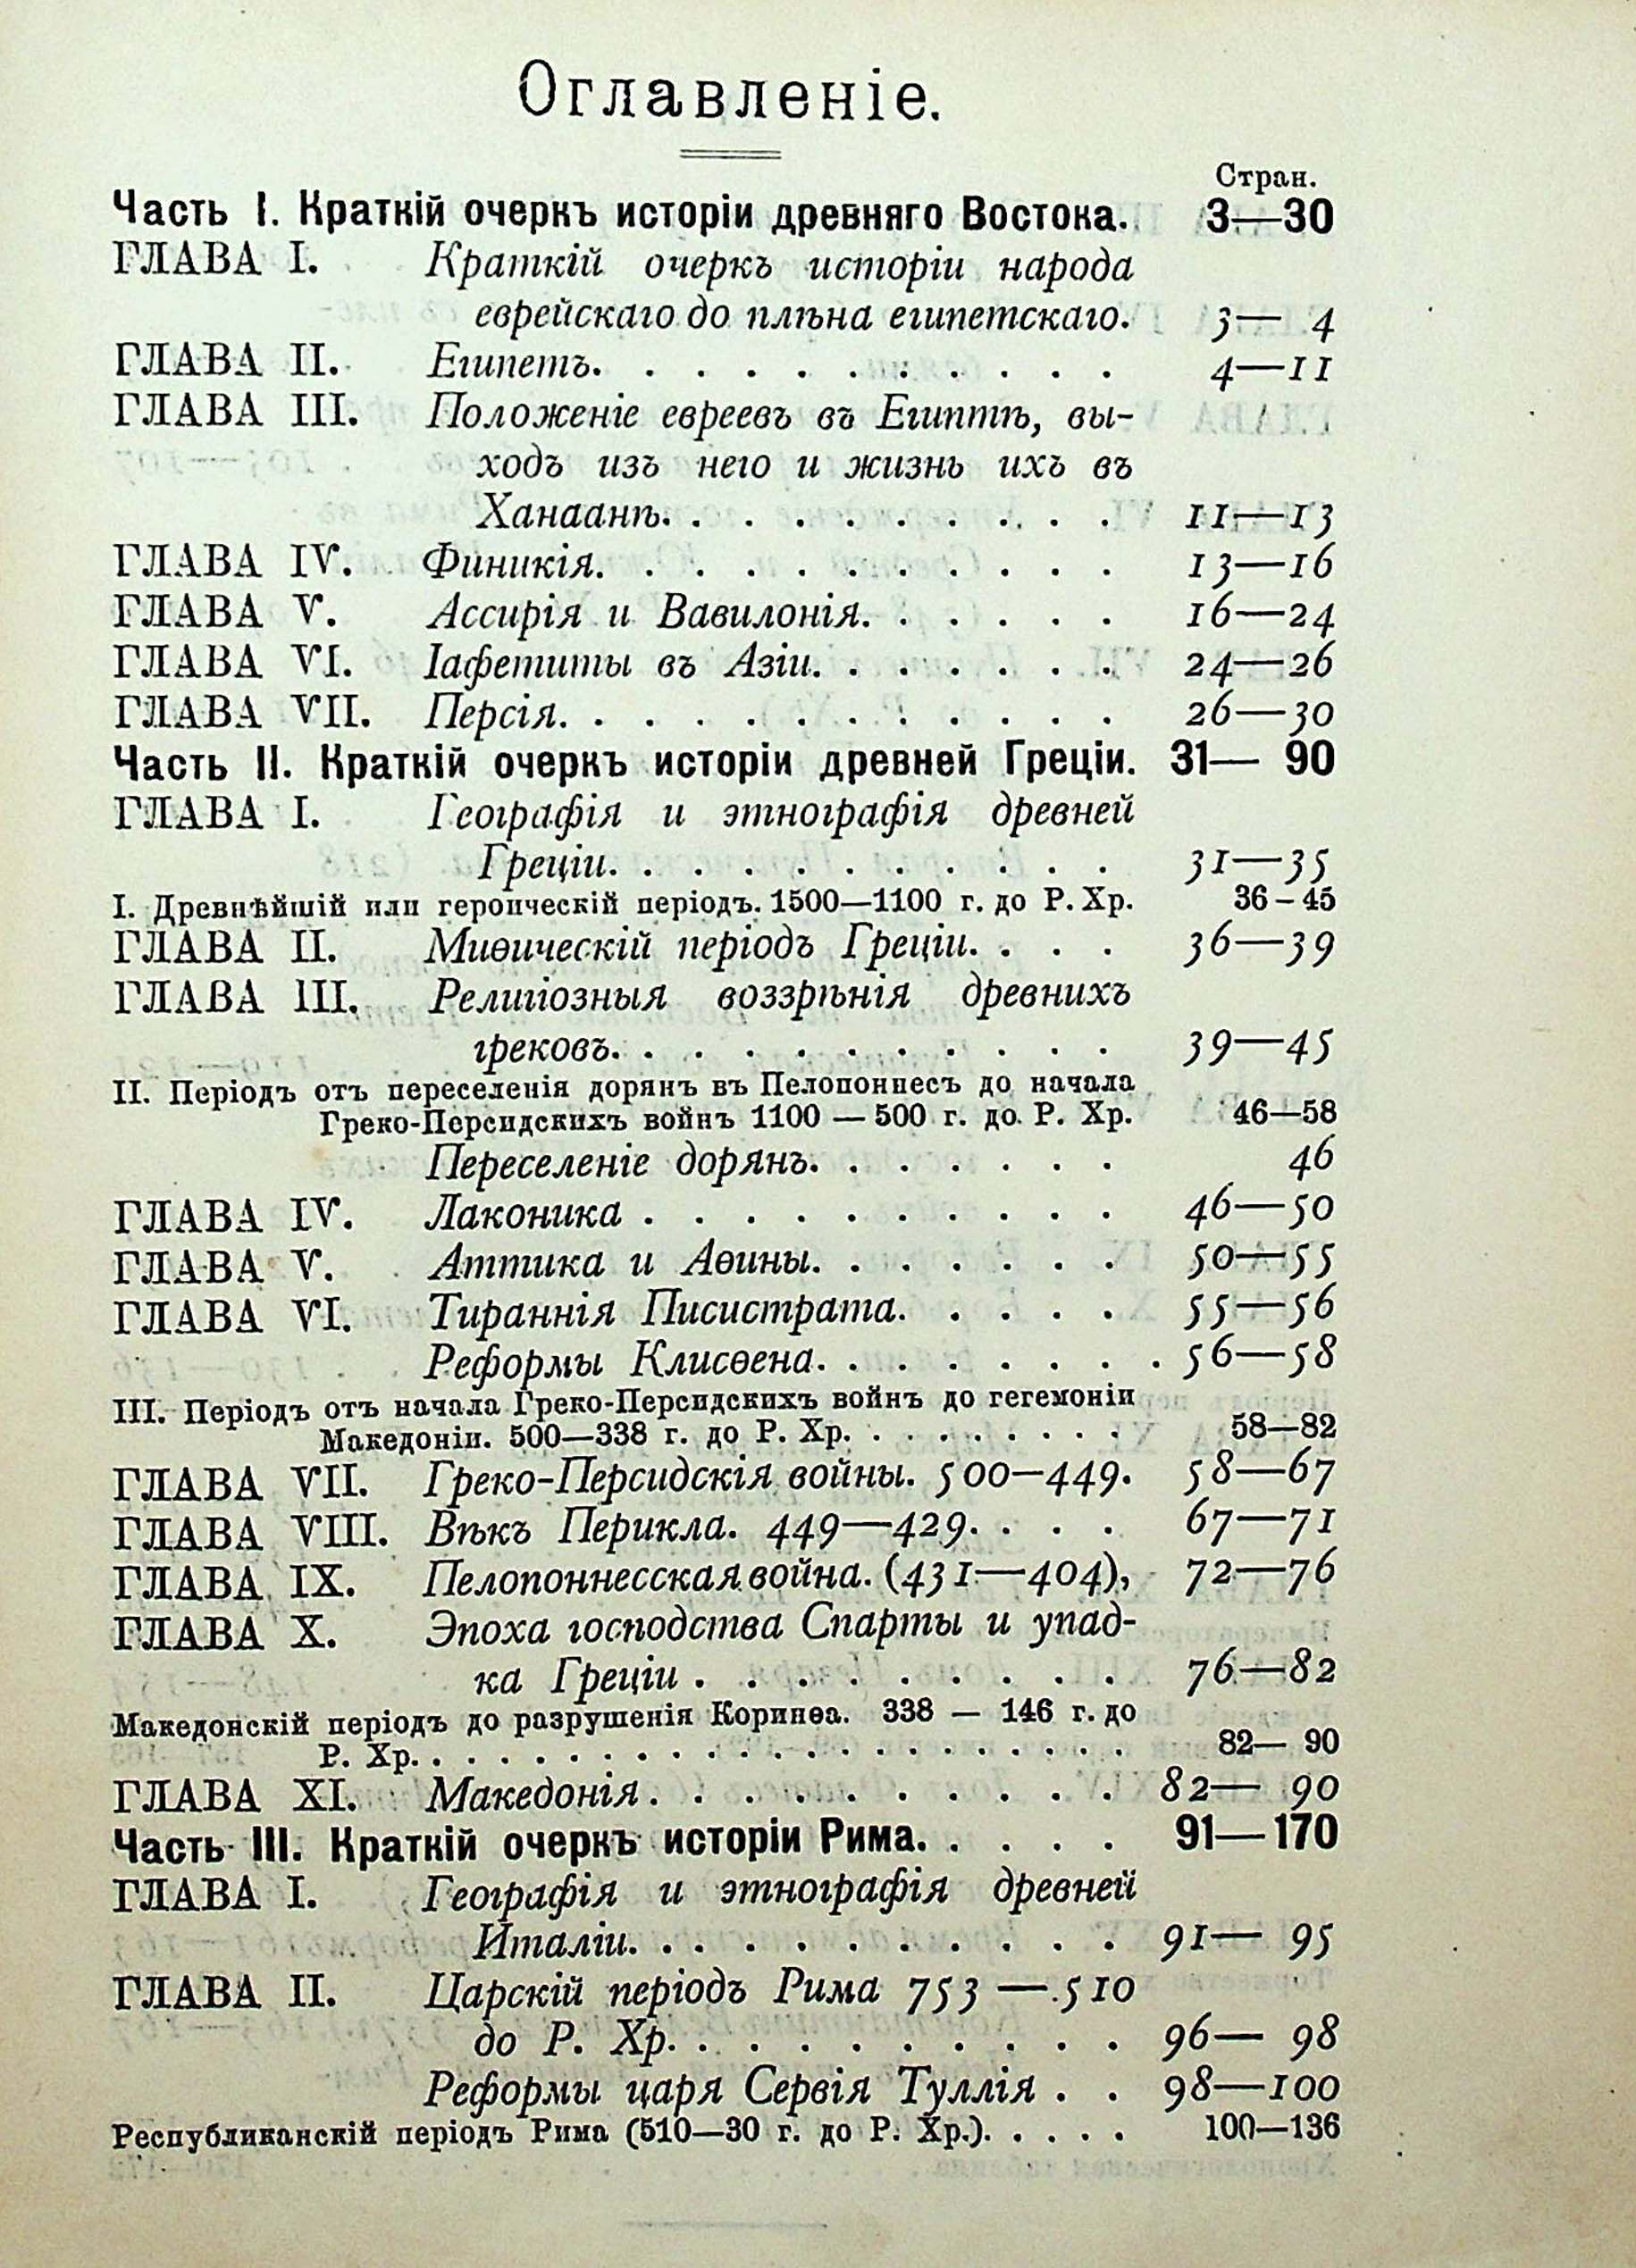 Оглавленіе.
Стран.
Часть I. Краткій очеркъ исторіи древняго Востока. 3—30
ГЛАВА I. Краткій очеркъ исторіи народа
еврейскаго до плѣна египетскаго. 3— 4
ГЛАВА II. Египетъ. . . . . . . . . . . 4—11
ГЛАВА III. Положеніе евреевъ въ Египтѣ, вы-
ходъ изъ него и жизнь ихъ въ
Ханаанѣ. . . . . . . . . . 11—13
ГЛАВА IV. Финикія. . . . . . . . . . . 13—16
ГЛАВА V. Ассирія и Вавилонія. . . . . . 16—24
ГЛАВА VI. Іафетиты въ Азіи. . . . . . . 24—26
ГЛАВА VII. Персія. . . . . . . . . . . . 26—30
Часть II. Краткій очеркъ исторіи древней Греціи. 31— 90
ГЛАВА I. Географія и этнографія древней
Греціи. . . . . . . . . . . 31—35
I. Древнѣйшій или героическій періодъ. 1500—1100 г. до Р. Хр. 36–45
ГЛАВА II. Миѳическій періодъ Греціи. . . . 36—39
ГЛАВА III. Религіозныя воззрѣнія древнихъ
грековъ. . . . . . . . . . . 39—45
II. Періодъ отъ переселенія дорянъ въ Пелопоннесъ до начала
Греко-Персидскихъ войнъ 1100 — 500 г. до Р. Хр. 46—58
Переселеніе дорянъ. . . . . . . 46
ГЛАВА IV. Лаконика . . . . . . . . . . 46—50
ГЛАВА V. Аттика и Аѳины. . . . . . . 50—55
ГЛАВА VI. Тираннія Писистрата. . . . . 55—56
Реформы Клисѳена. . . . . . . . 56—58
III. Періодъ отъ начала Греко-Персидскихъ войнъ до гегемоніи
Македоніи. 500—338 г. до Р. Хр. . . . . . . . . 58—82
ГЛАВА VII. Греко-Персидскія войны. 500—449. 58—67
ГЛАВА VIII. Вѣкъ Перикла. 449—429. . . . 67—71
ГЛАВА IX. Пелопоннесская война. (431—404), 72—76
ГЛАВА X. Эпоха господства Спарты и упад-
ка Греціи . . . . . . . . . 76—82
Македонскій періодъ до разрушенія Коринѳа. 338 — 146 г. до
Р. Хр. . . . . . . . . . . . . . . . . . . . . 82— 90
ГЛАВА XI. Македонія . . . . . . . . . . 82— 90
Часть III. Краткій очеркъ исторіи Рима. . . . . 91—170
ГЛАВА I. Географія и этнографія древней
Италіи. . . . . . . . . . . 91— 95
ГЛАВА II. Царскій періодъ Рима 753 — 510
до Р. Хр. . . . . . . . . . 96— 98
Реформы царя Сервія Туллія . . 98—100
Республиканскій періодъ Рима (510—30 г. до Р. Хр.). . . . . 100—136